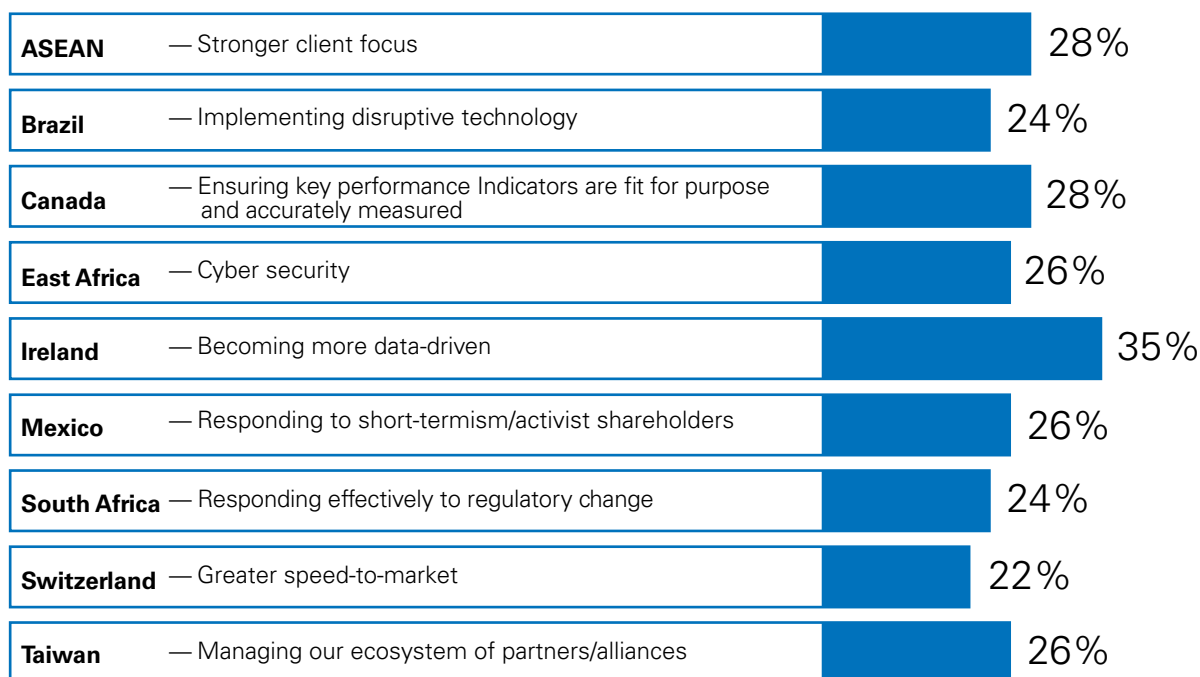 ASEAN — Stronger client focus 28%
Brazil — Implementing disruptive technology 24%
Canada — Ensuring key performance Indicators are fit for purpose
and accurately measured 28%
East Africa — Cyber security 26%
Ireland — Becoming more data-driven 35%
Mexico — Responding to short-termism/activist shareholders 26%
South Africa — Responding effectively to regulatory change 24%
Switzerland — Greater speed-to-market 22%
Taiwan — Managing our ecosystem of partners/alliances 26%